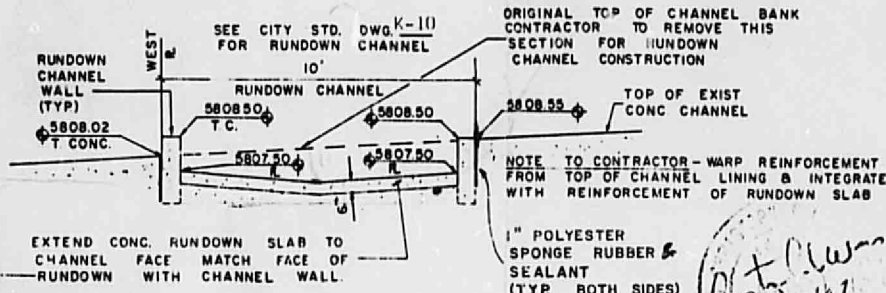 SEE CITY STD. DWG. K-10
FOR RUNDOWN CHANNEL
ORIGINAL TOP OF CHANNEL BANK
CONTRACTOR TO REMOVE THIS
SECTION FOR RUNDOWN
CHANNEL CONSTRUCTION
WEST
10'
RUNDOWN CHANNEL
RUNDOWN
CHANNEL
WALL
(TYP)
5808.02
T. CONC.
5808.50
T.C.
5808.50
5808.55
TOP OF EXIST
CONC CHANNEL
5807.50
5807.50
6"
NOTE TO CONTRACTOR - WARP REINFORCEMENT
FROM TOP OF CHANNEL LINING & INTEGRATE
WITH REINFORCEMENT OF RUNDOWN SLAB
EXTEND CONC. RUNDOWN SLAB TO
CHANNEL FACE MATCH FACE OF
RUNDOWN WITH CHANNEL WALL.
1" POLYESTER
SPONGE RUBBER &
SEALANT
(TYP BOTH SIDES)